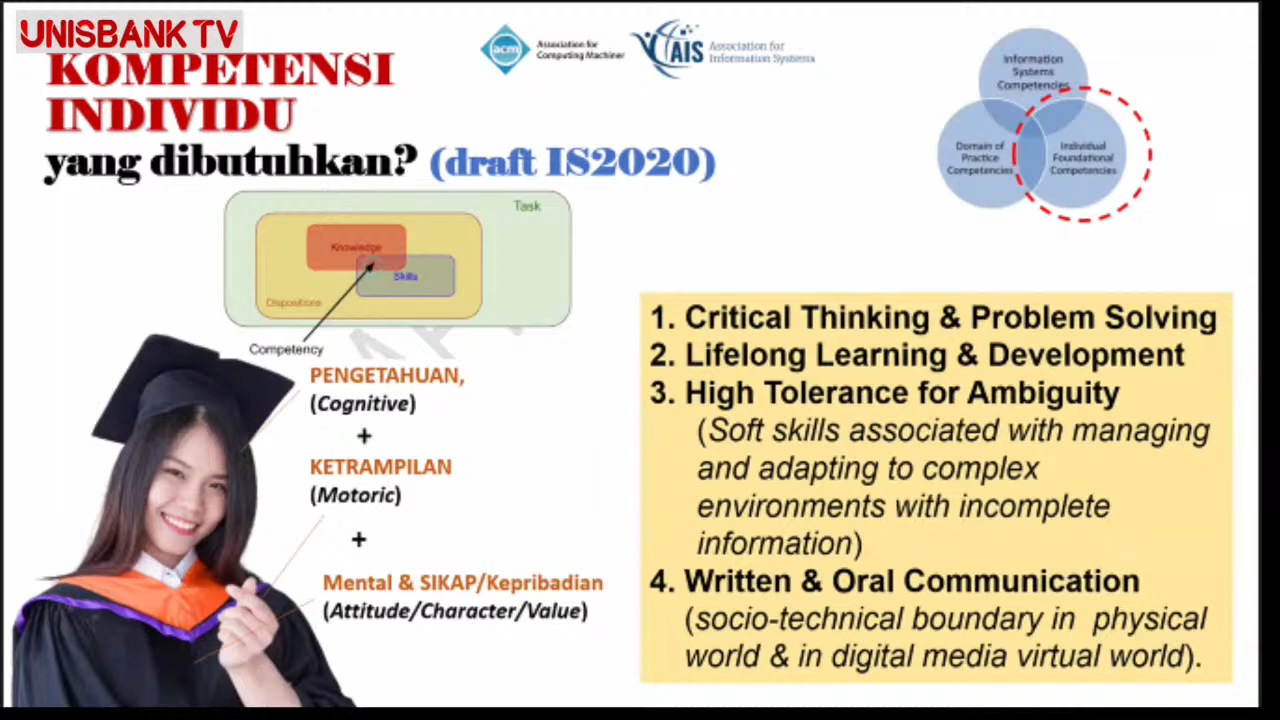 UNISBANK TV
KOMPETENSI
INDIVIDU
yang dibutuhkan? (draft IS2020)
acm
Association for
Computing Machiner
AIS
Association for
Information Systems
Information
Systems
Competencies
Domain of
Practice
Competencies
Individual
Foundational
Competencies
Task
Knowledge
Skills
Dispositions
Competency
PENGETAHUAN,
(Cognitive)
+
KETRAMPILAN
(Motoric)
+
Mental & SIKAP/Kepribadian
(Attitude/Character/Value)
1. Critical Thinking & Problem Solving
2. Lifelong Learning & Development
3. High Tolerance for Ambiguity
(Soft skills associated with managing
and adapting to complex
environments with incomplete
information)
4. Written & Oral Communication
(socio-technical boundary in physical
world & in digital media virtual world).